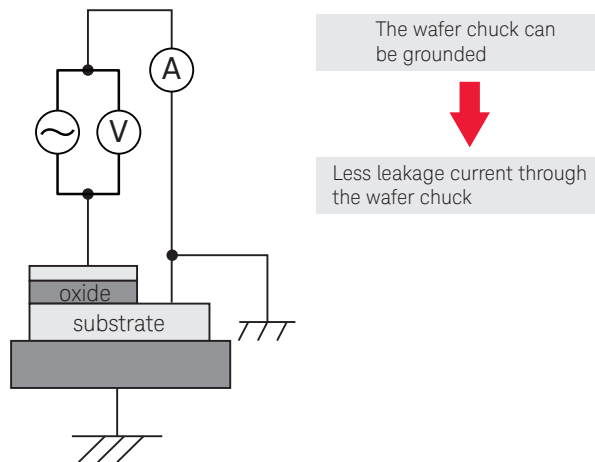 A
V
The wafer chuck can
be grounded
Less leakage current through
the wafer chuck
oxide
substrate